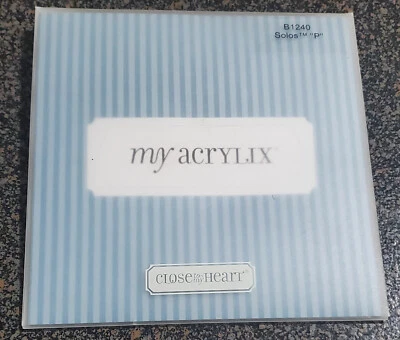 B1240
Solos™ "P"
my acrylix®
CLOSE TO MY HEART®